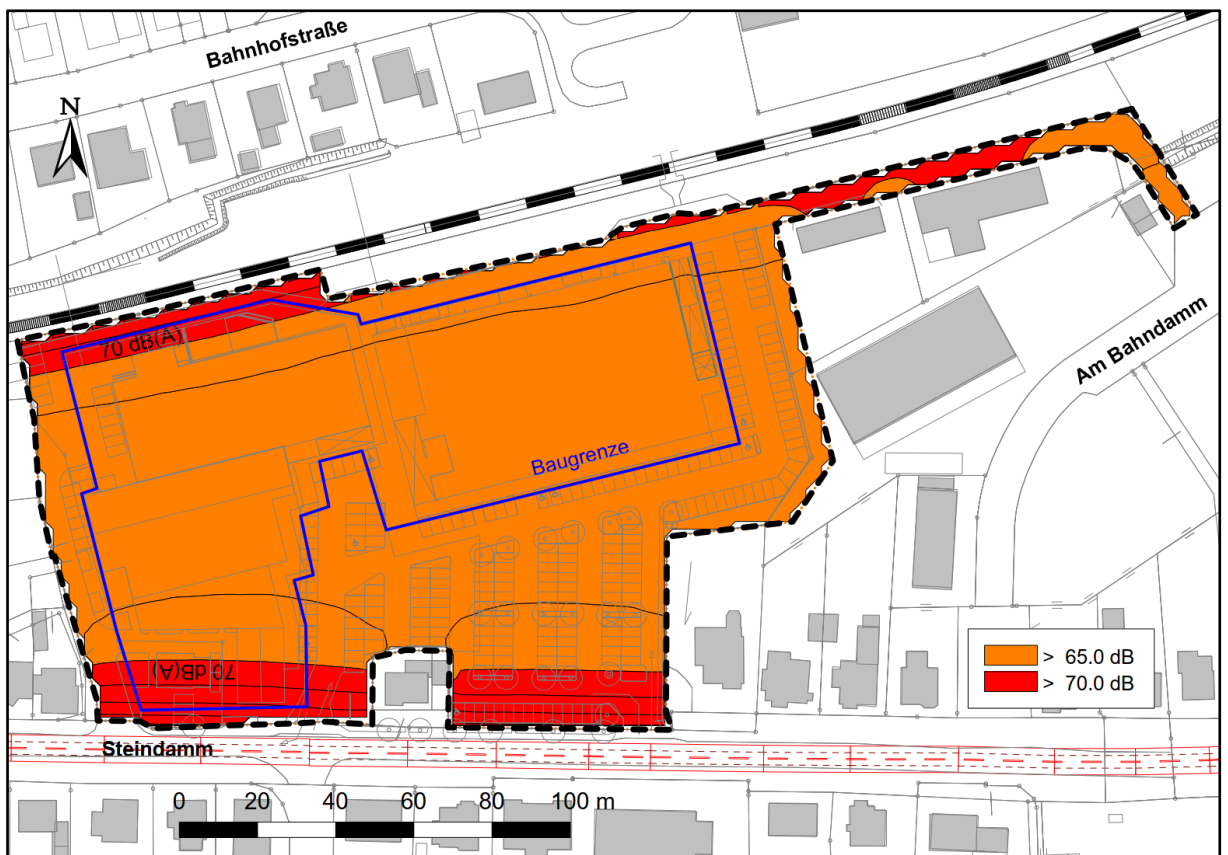 Bahnhofstraße
N
70 dB(A)
Am Bahndamm
Baugrenze
> 65.0 dB
> 70.0 dB
70 dB(A)
Steindamm
0 20 40 60 80 100 m